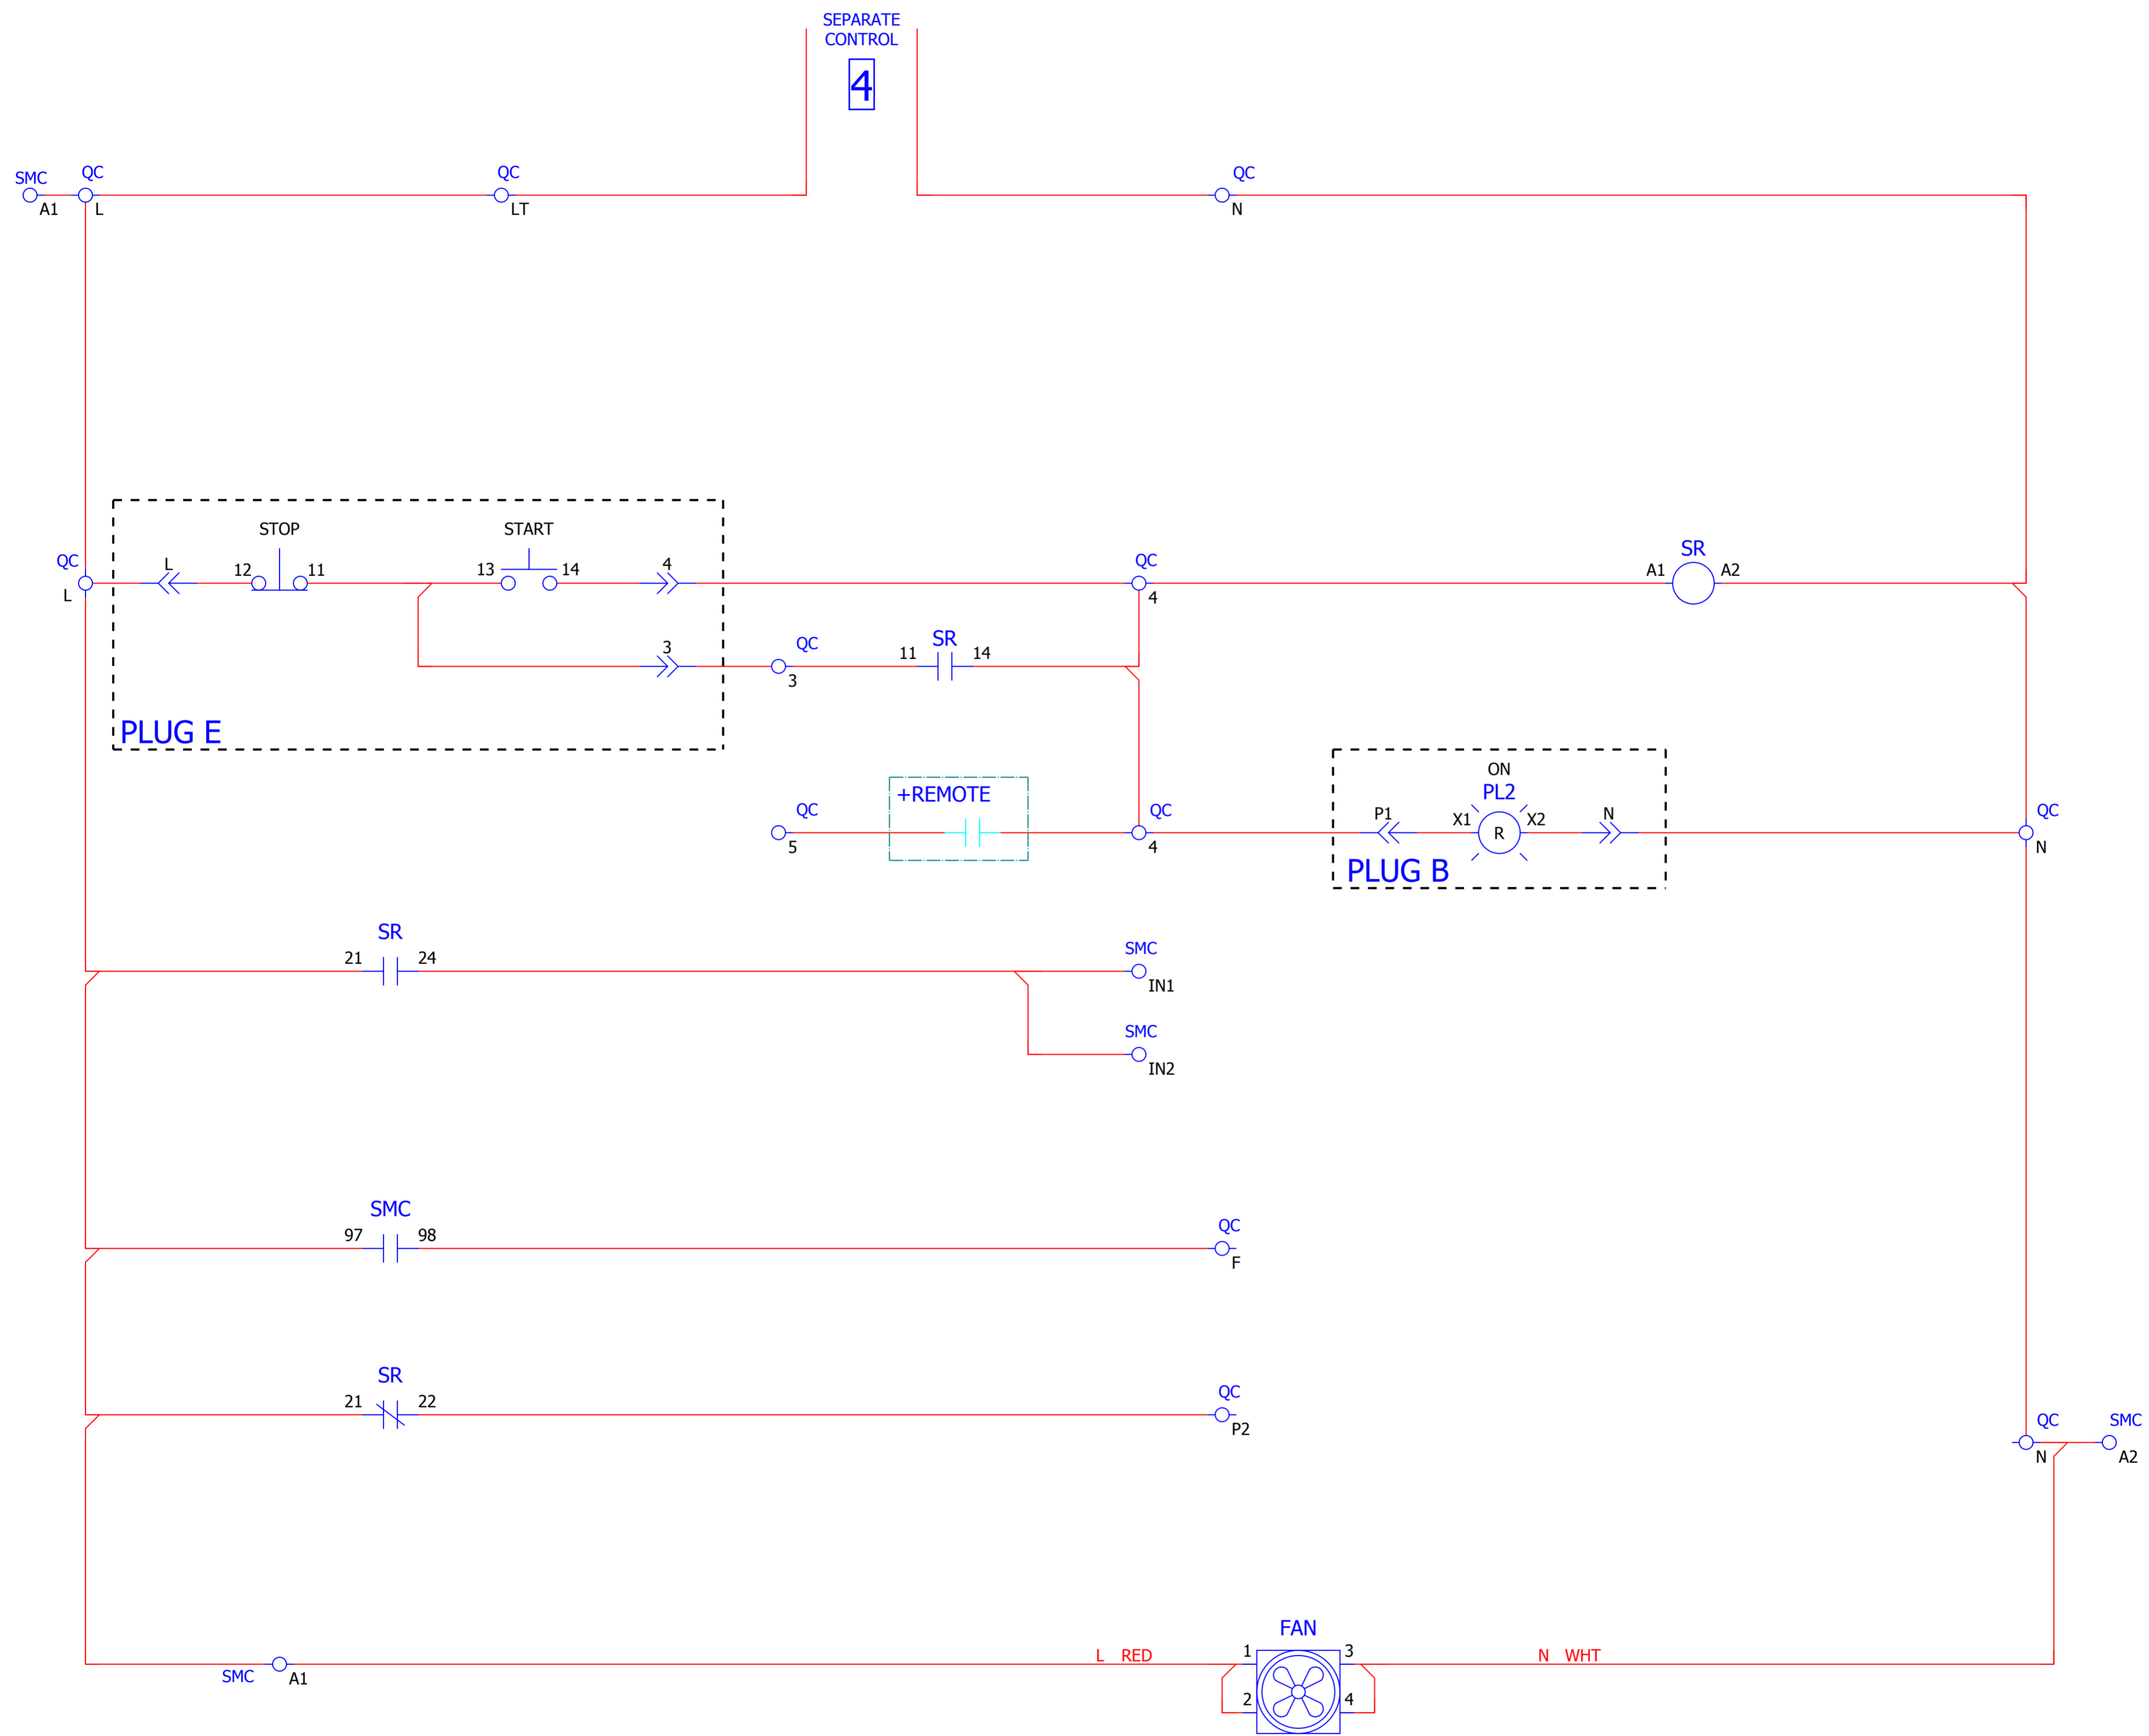 SEPARATE
CONTROL
4
SMC
A1
QC
L
QC
LT
QC
N
STOP
START
QC
L
L
12
11
13
14
4
QC
4
SR
A1
A2
3
QC
3
SR
11
14
PLUG E
+REMOTE
QC
5
QC
4
ON
PL2
P1
X1
R
X2
N
PLUG B
QC
N
SR
21
24
SMC
IN1
SMC
IN2
SMC
97
98
QC
F
SR
21
22
QC
P2
QC
N
SMC
A2
FAN
SMC
A1
L RED
1
3
N WHT
2
4